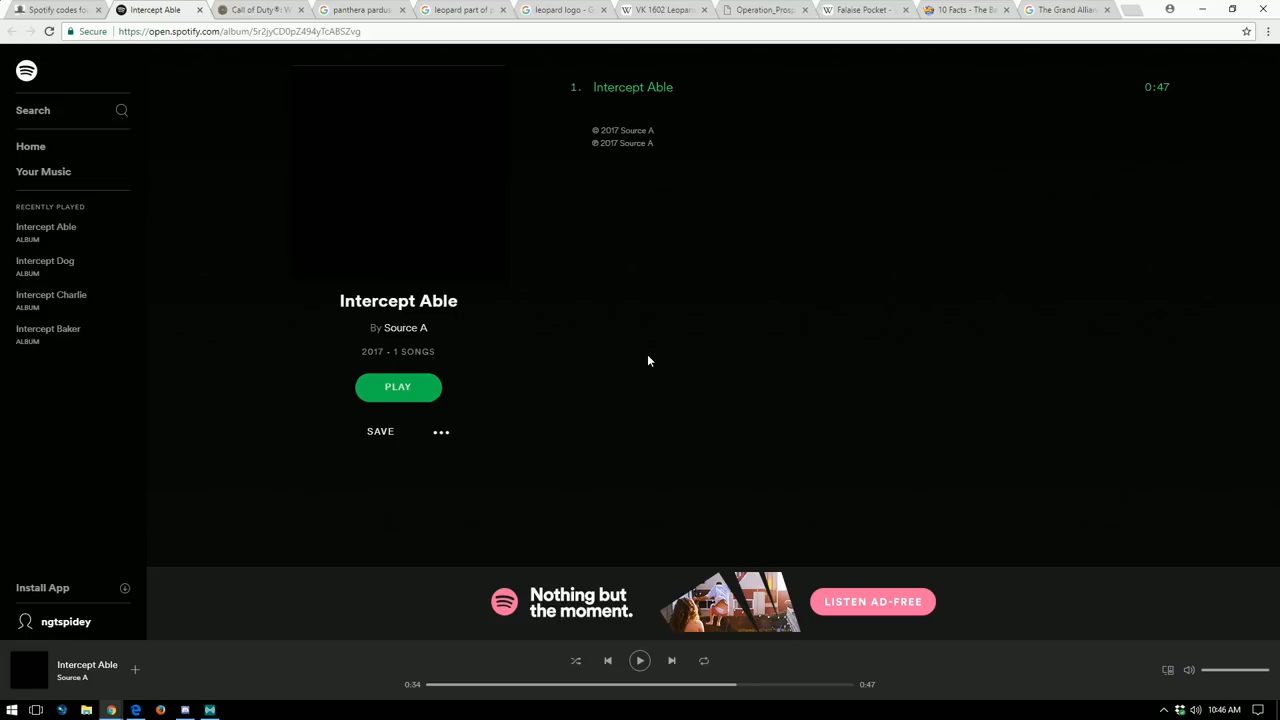 Spotify codes fo
Intercept Able
Call of Duty®: W
panthera pardus
leopard part of p
leopard logo - G
VK 1602 Leopar
Operation_Prosp
Falaise Pocket -
10 Facts - The Ba
The Grand Allian
Secure
https://open.spotify.com/album/5r2jyCD0pZ494yTcABSZvg
Search
Home
Your Music
RECENTLY PLAYED
Intercept Able
ALBUM
Intercept Dog
ALBUM
Intercept Charlie
ALBUM
Intercept Baker
ALBUM
Install App
ngtspidey
Intercept Able
By Source A
2017 • 1 SONGS
PLAY
SAVE
1. Intercept Able 0:47
© 2017 Source A
℗ 2017 Source A
Nothing but
the moment.
LISTEN AD-FREE
Intercept Able
Source A
0:34
0:47
10:46 AM